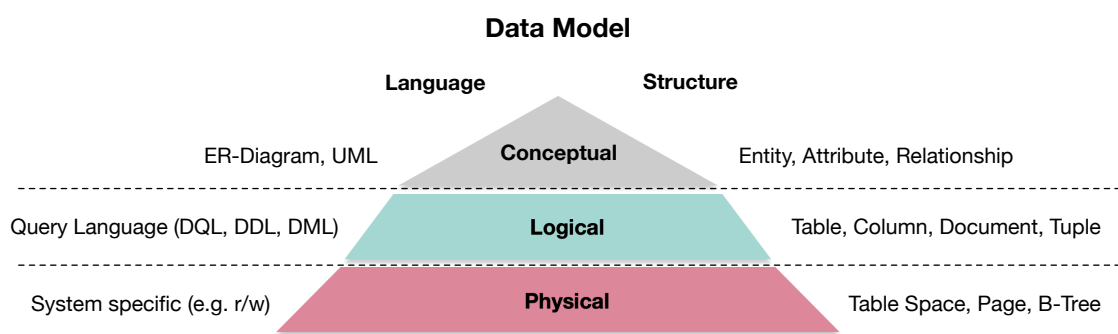 Data Model
Language
Structure
ER-Diagram, UML
Conceptual
Entity, Attribute, Relationship
Query Language (DQL, DDL, DML)
Logical
Table, Column, Document, Tuple
System specific (e.g. r/w)
Physical
Table Space, Page, B-Tree